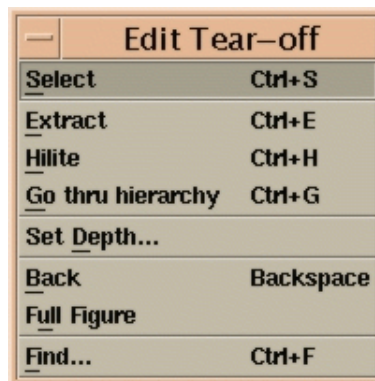 Edit Tear-off
Select Ctrl+S
Extract Ctrl+E
Hilite Ctrl+H
Go thru hierarchy Ctrl+G
Set Depth...
Back Backspace
Full Figure
Find... Ctrl+F